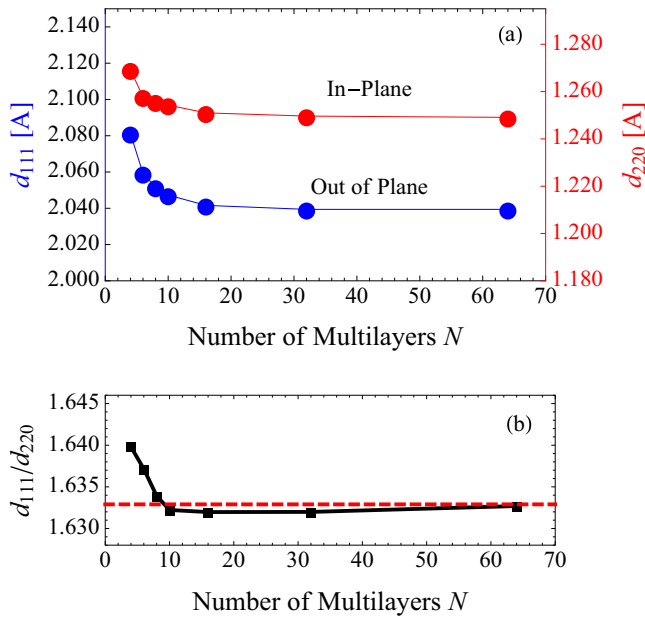 (a)
2.140
2.120
2.100
2.080
2.060
2.040
2.020
2.000
d111 [A]
1.280
1.260
1.240
1.220
1.200
1.180
d220 [A]
In−Plane
Out of Plane
0 10 20 30 40 50 60 70
Number of Multilayers N
(b)
1.645
1.640
1.635
1.630
d111/d220
0 10 20 30 40 50 60 70
Number of Multilayers N